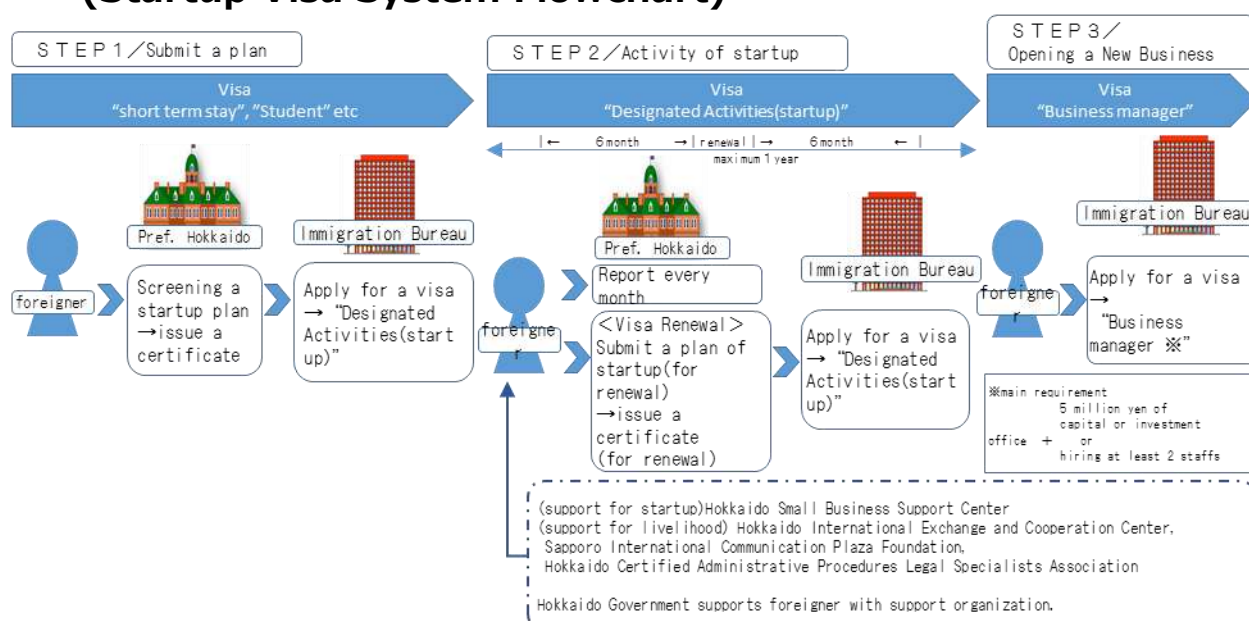 (Startup Visa System Flowchart)
ＳＴＥＰ１／Submit a plan
Visa
“short term stay”, “Student” etc
Pref. Hokkaido
Immigration Bureau
foreigner
Screening a
startup plan
→issue a
certificate
Apply for a visa
→ “Designated
Activities(start
up)”
ＳＴＥＰ２／Activity of startup
Visa
“Designated Activities(startup)”
|← 6month →|renewal|→ 6month ←|
maximum 1 year
Pref. Hokkaido
Immigration Bureau
foreigne
r
Report every
month
＜Visa Renewal＞
Submit a plan of
startup(for
renewal)
→issue a
certificate
(for renewal)
Apply for a visa
→ “Designated
Activities(start
up)”
ＳＴＥＰ３／
Opening a New Business
Visa
“Business manager”
Immigration Bureau
foreigne
r
Apply for a visa
→
“Business
manager ※”
※main requirement
5 million yen of
capital or investment
office + or
hiring at least 2 staffs
(support for startup)Hokkaido Small Business Support Center
(support for livelihood) Hokkaido International Exchange and Cooperation Center,
Sapporo International Communication Plaza Foundation,
Hokkaido Certified Administrative Procedures Legal Specialists Association
Hokkaido Government supports foreigner with support organization.